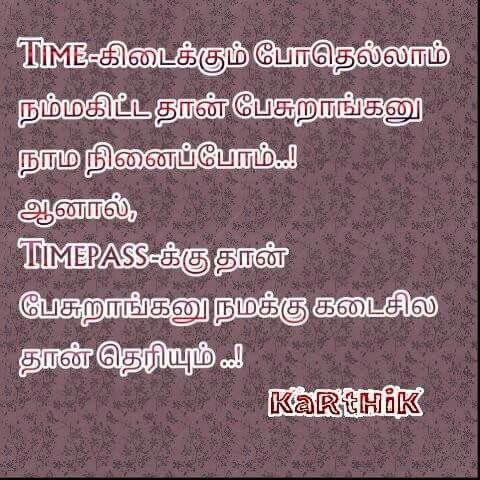 Time-கிடைக்கும் போதெல்லாம்
நம்மகிட்ட தான் பேசுறாங்கனு
நாம நினைப்போம்..!
ஆனால்,
Timepass-க்கு தான்
பேசுறாங்கனு நமக்கு கடைசில
தான் தெரியும் ..!
KaRtHiK